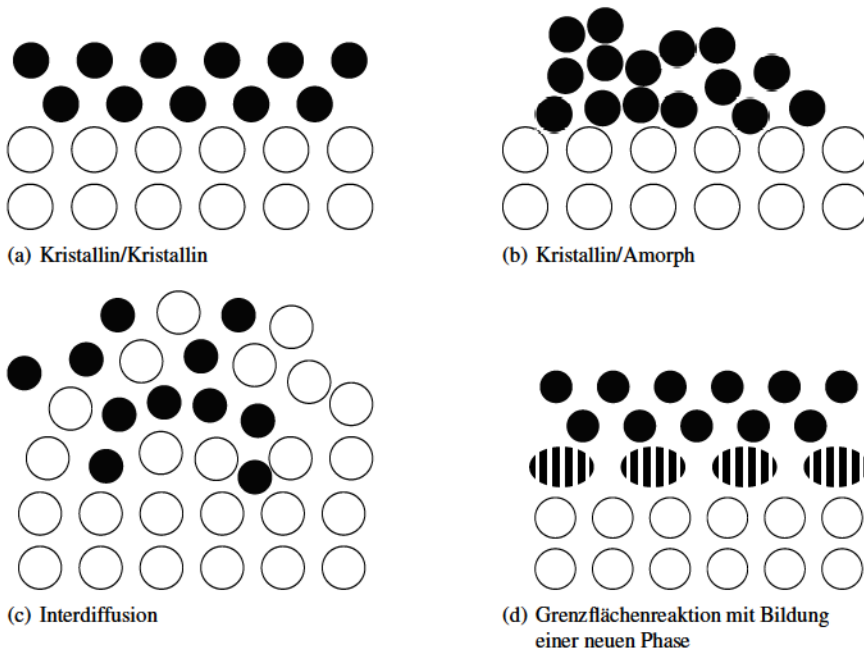 (a) Kristallin/Kristallin
(b) Kristallin/Amorph
(c) Interdiffusion
(d) Grenzflächenreaktion mit Bildung
einer neuen Phase